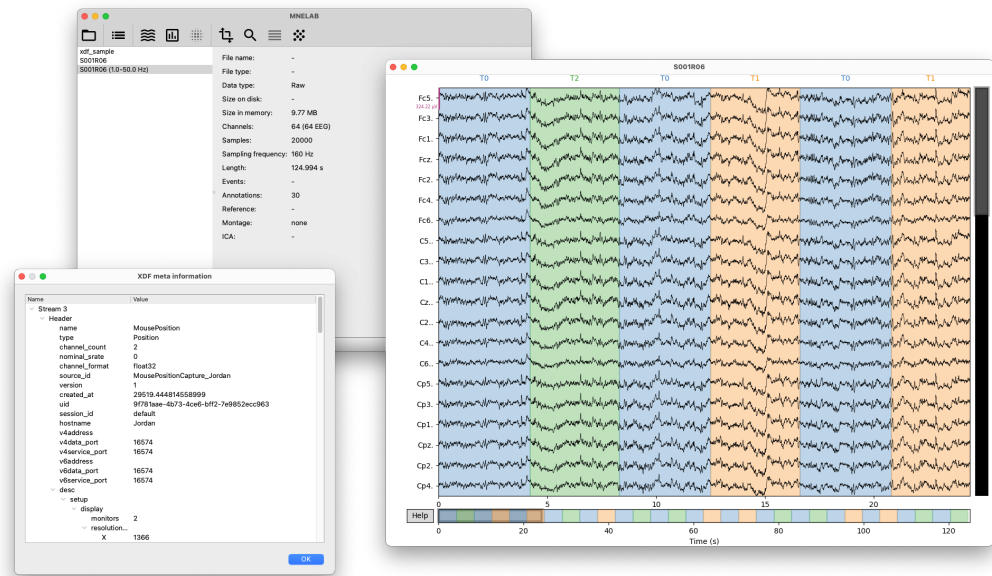 MNELAB
xdf_sample
S001R06
S001R06 (1.0-50.0 Hz)
File name: -
File type: -
Data type: Raw
Size on disk: -
Size in memory: 9.77 MB
Channels: 64 (64 EEG)
Samples: 20000
Sampling frequency: 160 Hz
Length: 124.994 s
Events: -
Annotations: 30
Reference: -
Montage: none
ICA: -
XDF meta information
Name Value
Stream 3
Header
name MousePosition
type Position
channel_count 2
nominal_srate 0
channel_format float32
source_id MousePositionCapture_Jordan
version 1
created_at 29519.444814558999
uid 9f781aae-4b73-4ce6-bff2-7e9852ecc963
session_id default
hostname Jordan
v4address
v4data_port 16574
v4service_port 16574
v6address
v6data_port 16574
v6service_port 16574
desc
setup
display
monitors 2
resolution...
X 1366
OK
S001R06
T0 T2 T0 T1 T0 T1
Fc5.
324.22 µV
Fc3.
Fc1.
Fcz.
Fc2.
Fc4.
Fc6.
C5..
C3..
C1..
Cz..
C2..
C4..
C6..
Cp5.
Cp3.
Cp1.
Cpz.
Cp2.
Cp4.
0 5 10 15 20
Help
0 20 40 60 80 100 120
Time (s)